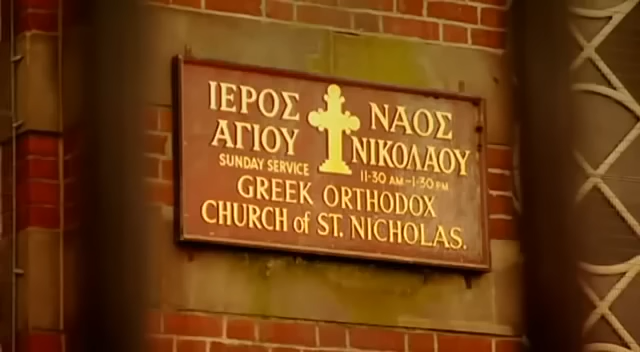 ΙΕΡΟΣ ΝΑΟΣ
ΑΓΙΟΥ ΝΙΚΟΛΑΟΥ
SUNDAY SERVICE 11-30 AM-1-30 PM
GREEK ORTHODOX
CHURCH of ST. NICHOLAS.